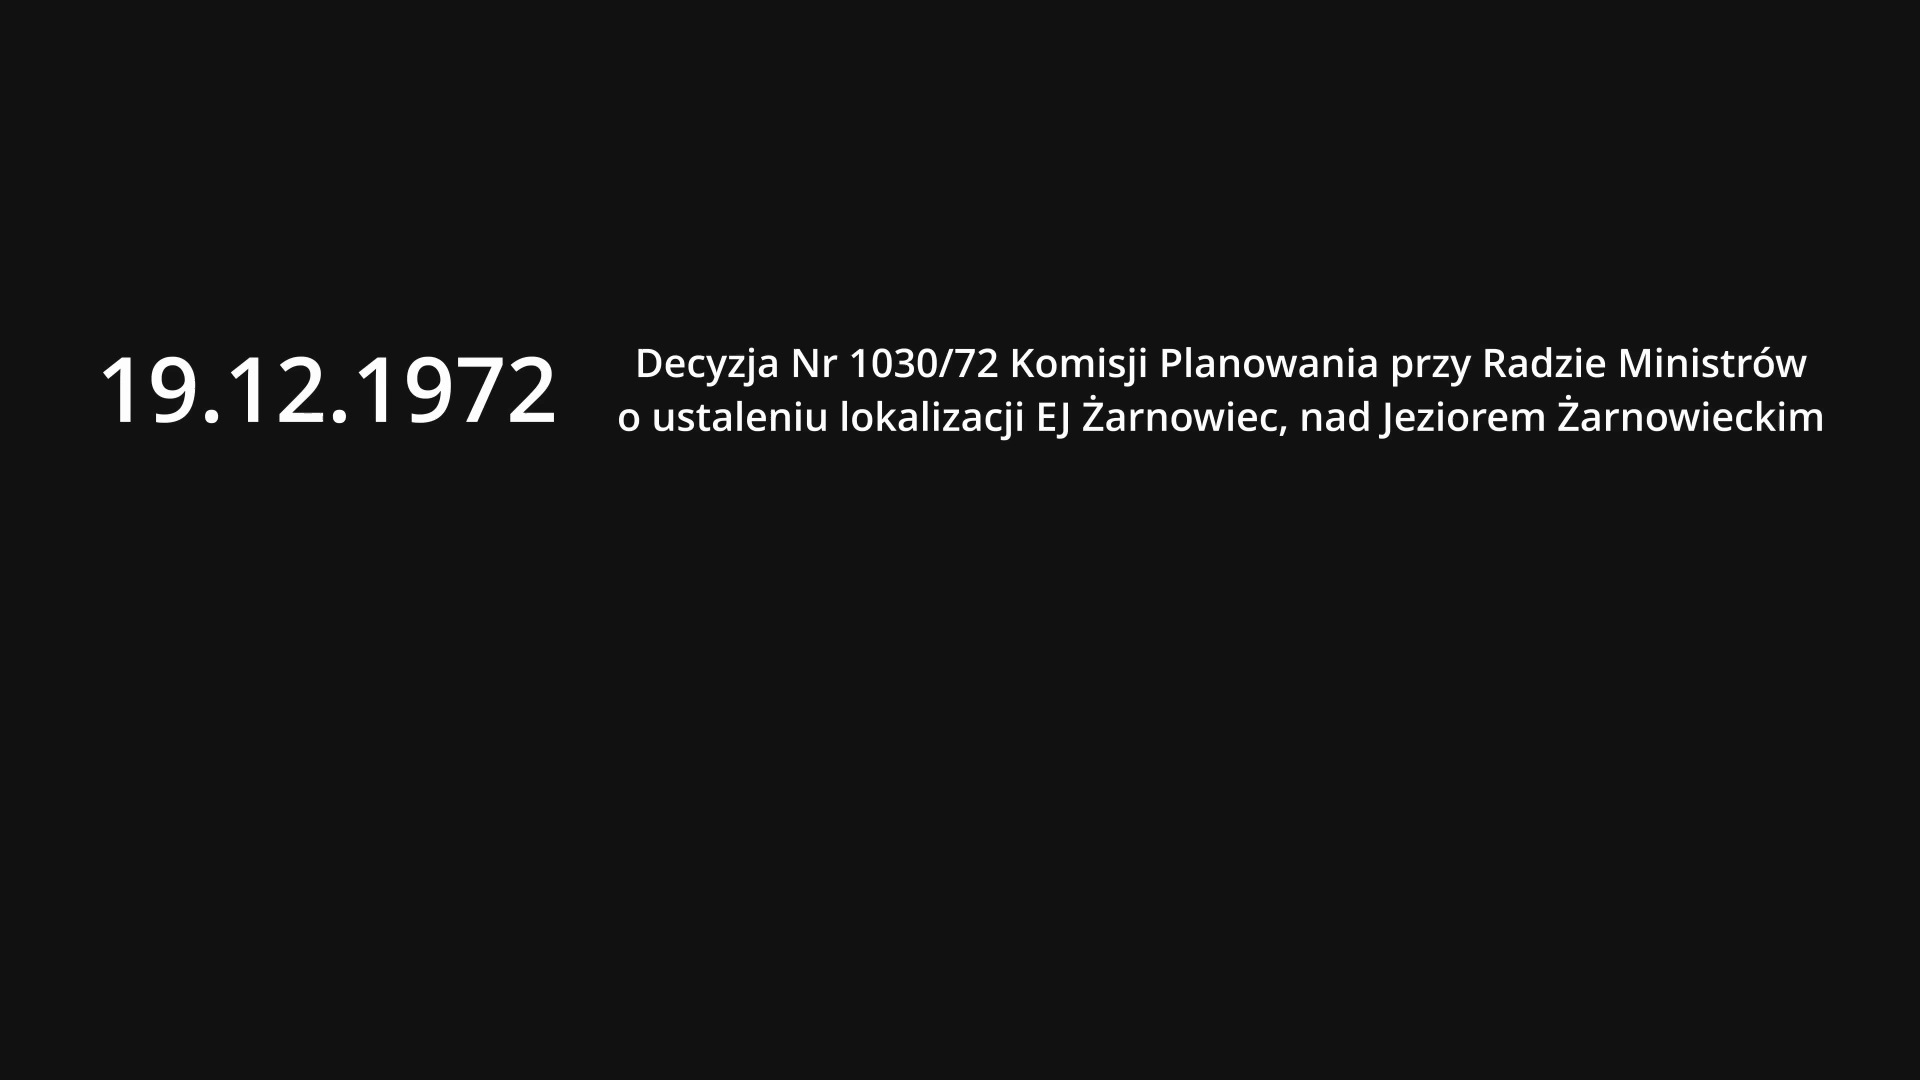 19.12.1972
Decyzja Nr 1030/72 Komisji Planowania przy Radzie Ministrów
o ustaleniu lokalizacji EJ Żarnowiec, nad Jeziorem Żarnowieckim